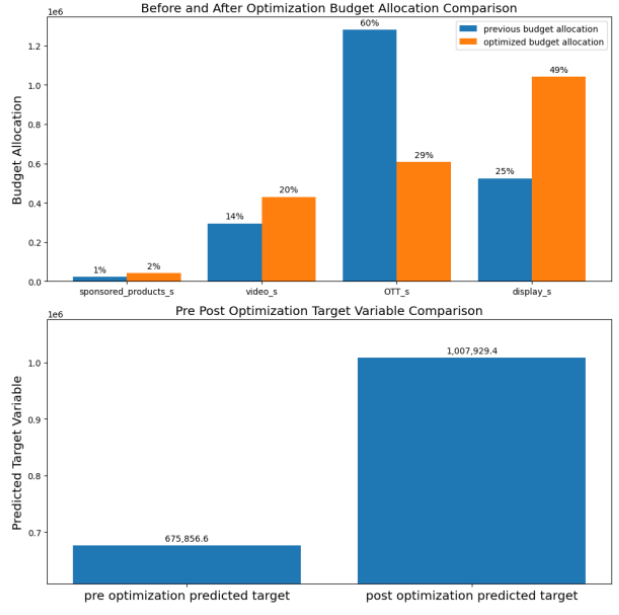 Before and After Optimization Budget Allocation Comparison
1e6
previous budget allocation
optimized budget allocation
60%
49%
29%
25%
20%
14%
1%
2%
1.2
1.0
0.8
0.6
0.4
0.2
0.0
Budget Allocation
sponsored_products_s
video_s
OTT_s
display_s
Pre Post Optimization Target Variable Comparison
1e6
1,007,929.4
675,856.6
1.0
0.9
0.8
0.7
Predicted Target Variable
pre optimization predicted target
post optimization predicted target